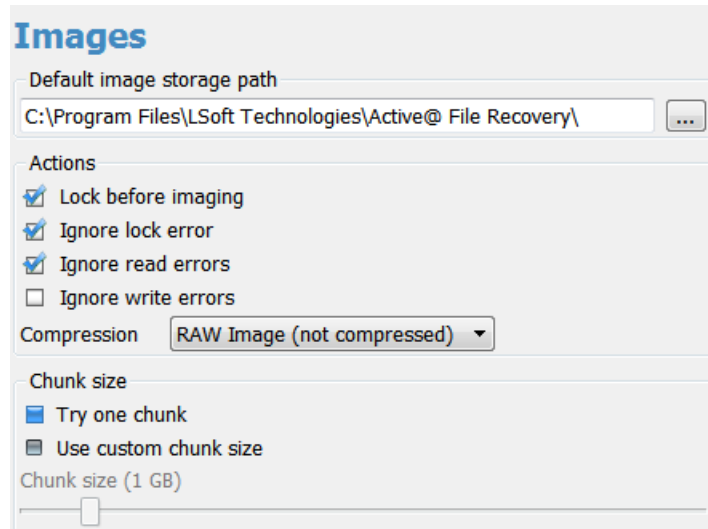 Images
Default image storage path
C:\Program Files\LSoft Technologies\Active@ File Recovery\
...
Actions
Lock before imaging
Ignore lock error
Ignore read errors
Ignore write errors
Compression RAW Image (not compressed)
Chunk size
Try one chunk
Use custom chunk size
Chunk size (1 GB)